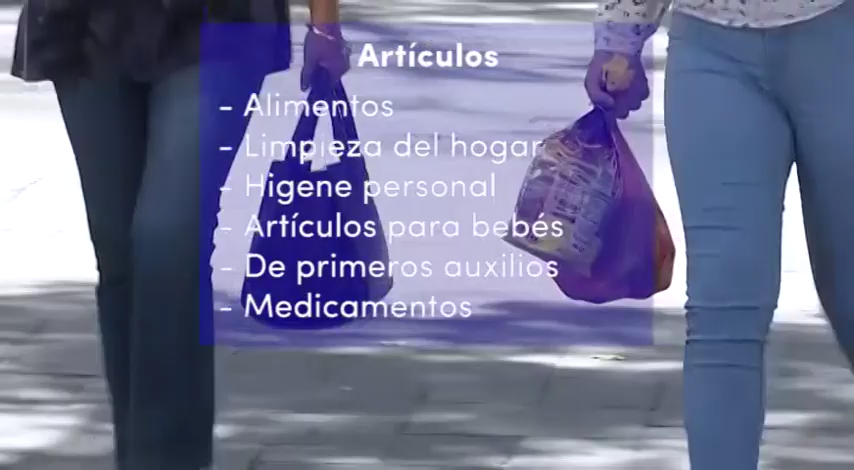 Artículos
- Alimentos
- Limpieza del hogar
- Higene personal
- Artículos para bebés
- De primeros auxilios
- Medicamentos